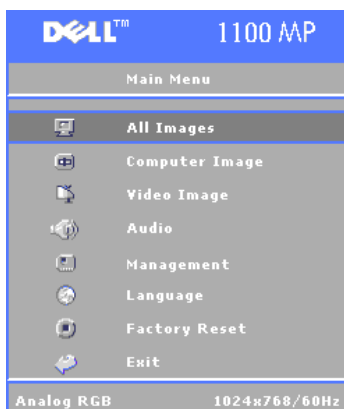 DELL™ 1100 MP
Main Menu
All Images
Computer Image
Video Image
Audio
Management
Language
Factory Reset
Exit
Analog RGB 1024x768/60Hz